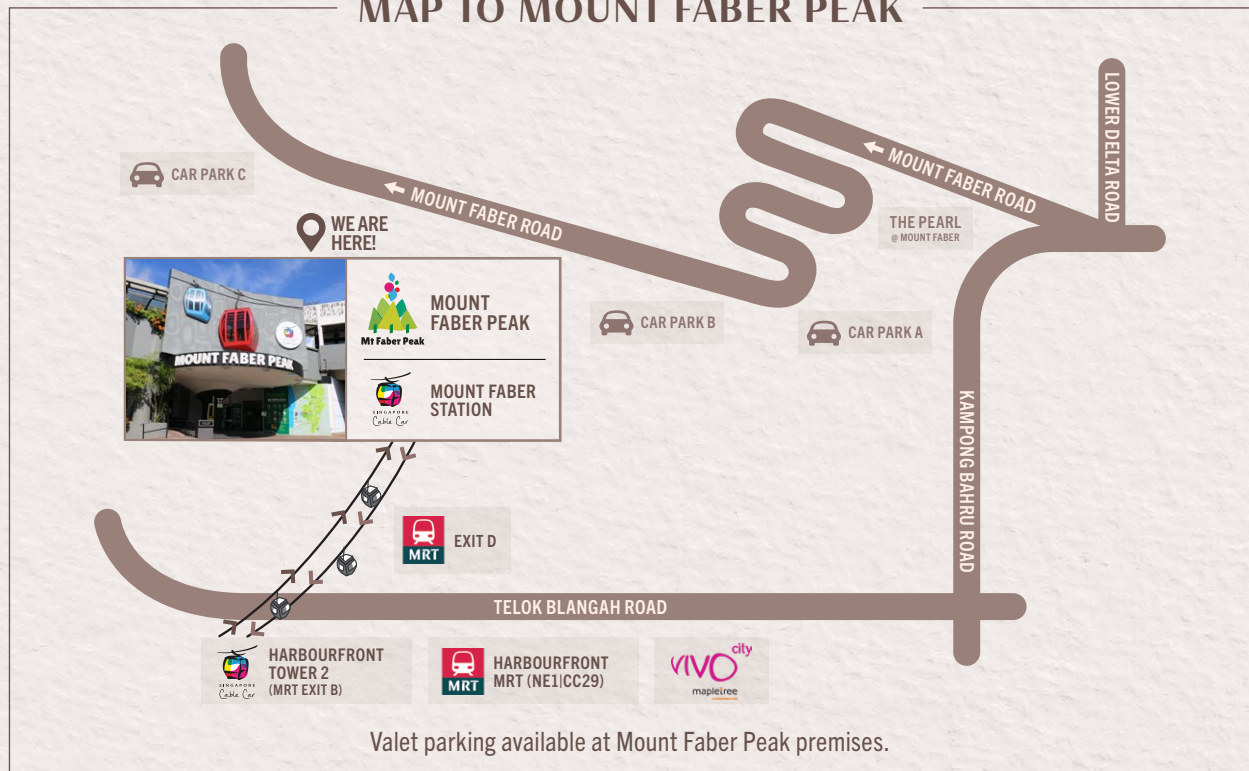 MAP TO MOUNT FABER PEAK
LOWER DELTA ROAD
MOUNT FABER ROAD
CAR PARK C
MOUNT FABER ROAD
THE PEARL
@ MOUNT FABER
WE ARE
HERE!
CAR PARK B
CAR PARK A
MOUNT FABER PEAK
Mt Faber Peak
MOUNT
FABER PEAK
SINGAPORE
Cable Car
MOUNT FABER
STATION
KAMPONG BAHRU ROAD
MRT
EXIT D
TELOK BLANGAH ROAD
SINGAPORE
Cable Car
HARBOURFRONT
TOWER 2
(MRT EXIT B)
MRT
HARBOURFRONT
MRT (NE1|CC29)
VIVO city
mapletree
Valet parking available at Mount Faber Peak premises.